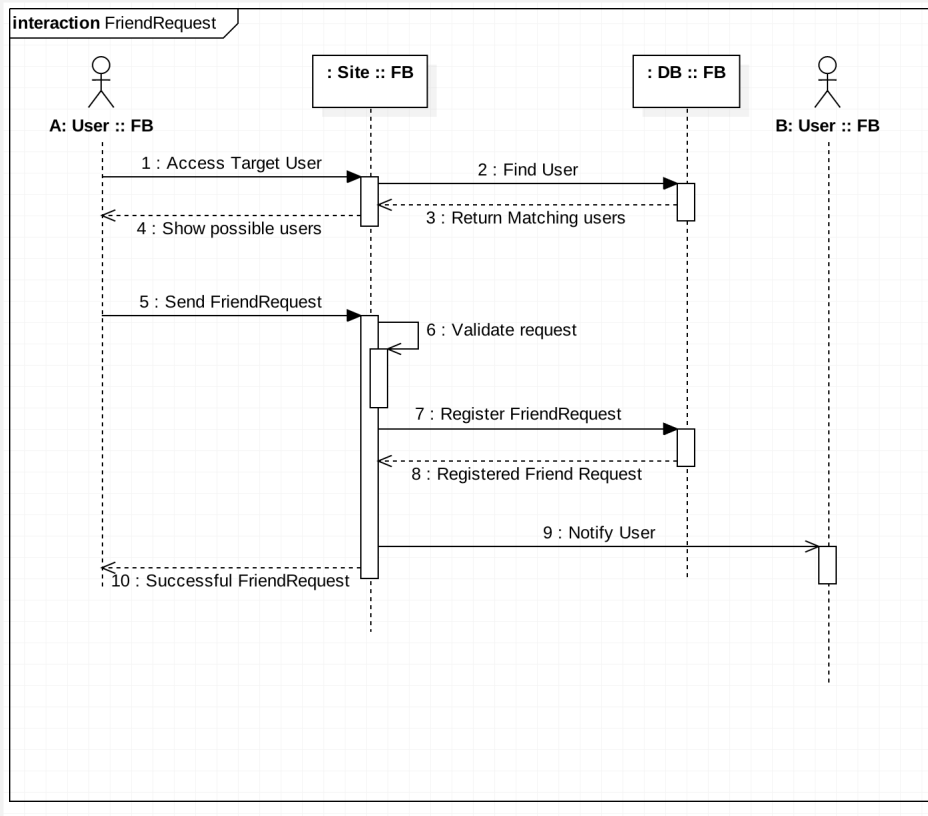 interaction FriendRequest
: Site :: FB
: DB :: FB
A: User :: FB
B: User :: FB
1 : Access Target User
2 : Find User
3 : Return Matching users
4 : Show possible users
5 : Send FriendRequest
6 : Validate request
7 : Register FriendRequest
8 : Registered Friend Request
9 : Notify User
10 : Successful FriendRequest